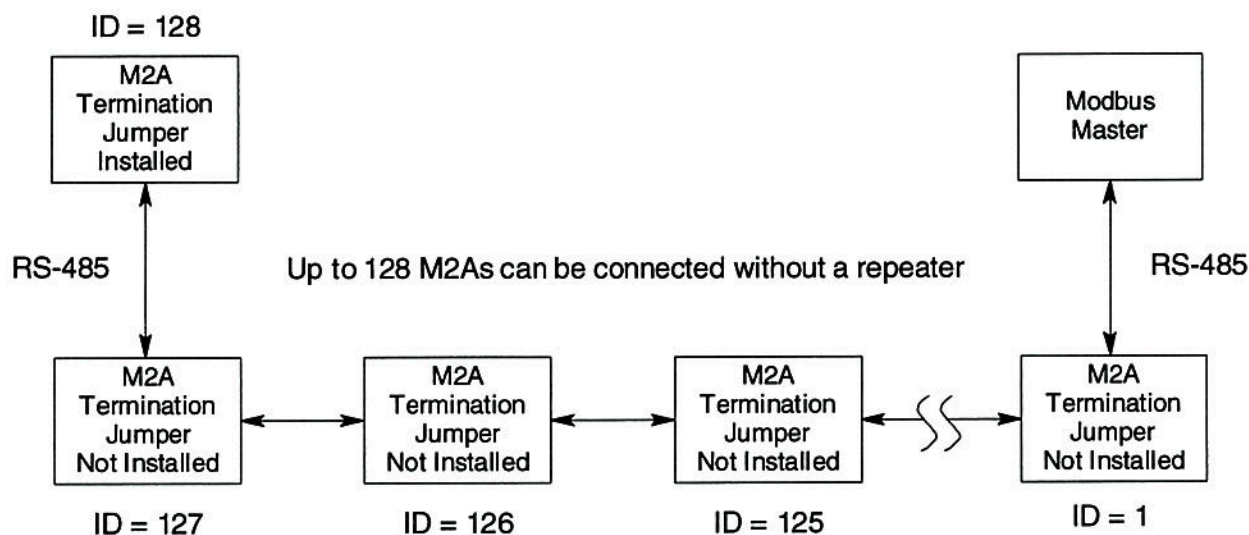 ID = 128
M2A
Termination
Jumper
Installed
Modbus
Master
RS-485
Up to 128 M2As can be connected without a repeater
RS-485
M2A
Termination
Jumper
Not Installed
M2A
Termination
Jumper
Not Installed
M2A
Termination
Jumper
Not Installed
M2A
Termination
Jumper
Not Installed
ID = 127
ID = 126
ID = 125
ID = 1